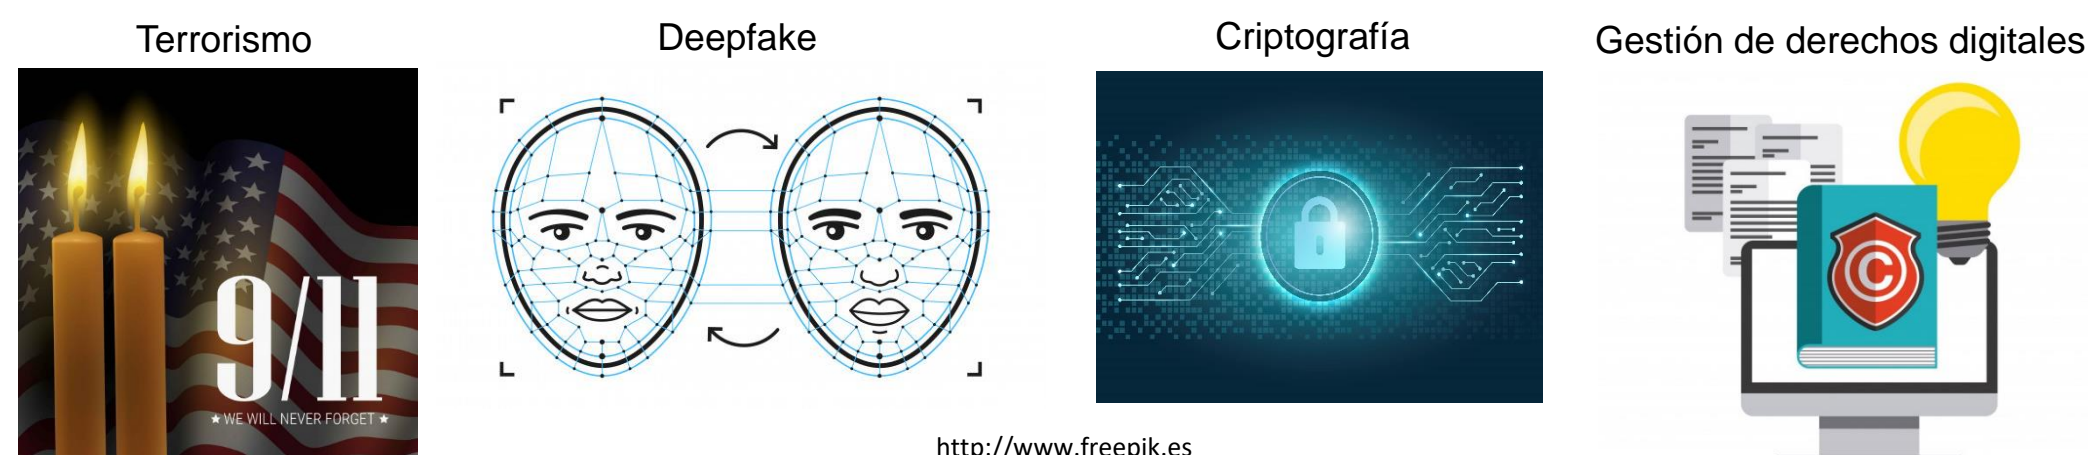 Terrorismo
Deepfake
Criptografía
Gestión de derechos digitales
9/11
★ WE WILL NEVER FORGET ★
©
http://www.freepik.es